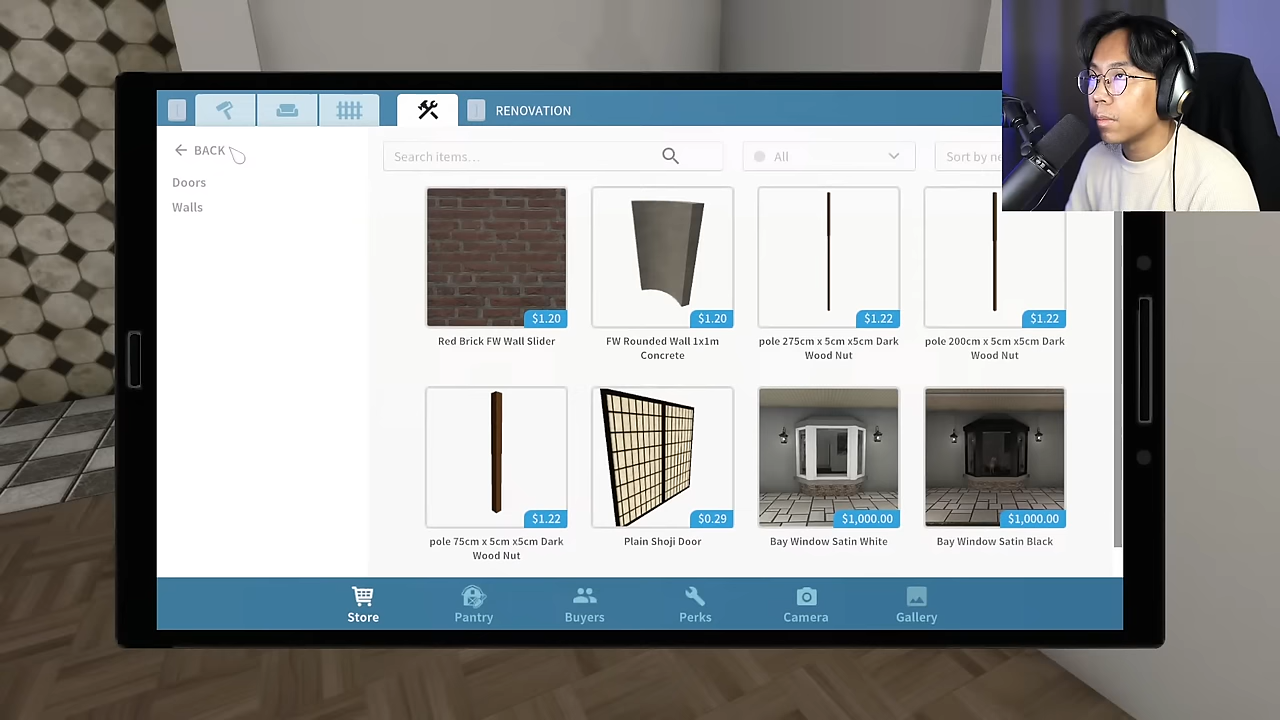 RENOVATION
BACK
Search items...
All
Sort by ne
Doors
Walls
$1.20
$1.20
$1.22
$1.22
Red Brick FW Wall Slider
FW Rounded Wall 1x1m
Concrete
pole 275cm x 5cm x5cm Dark
Wood Nut
pole 200cm x 5cm x5cm Dark
Wood Nut
$1.22
$0.29
$1,000.00
$1,000.00
pole 75cm x 5cm x5cm Dark
Wood Nut
Plain Shoji Door
Bay Window Satin White
Bay Window Satin Black
Store
Pantry
Buyers
Perks
Camera
Gallery